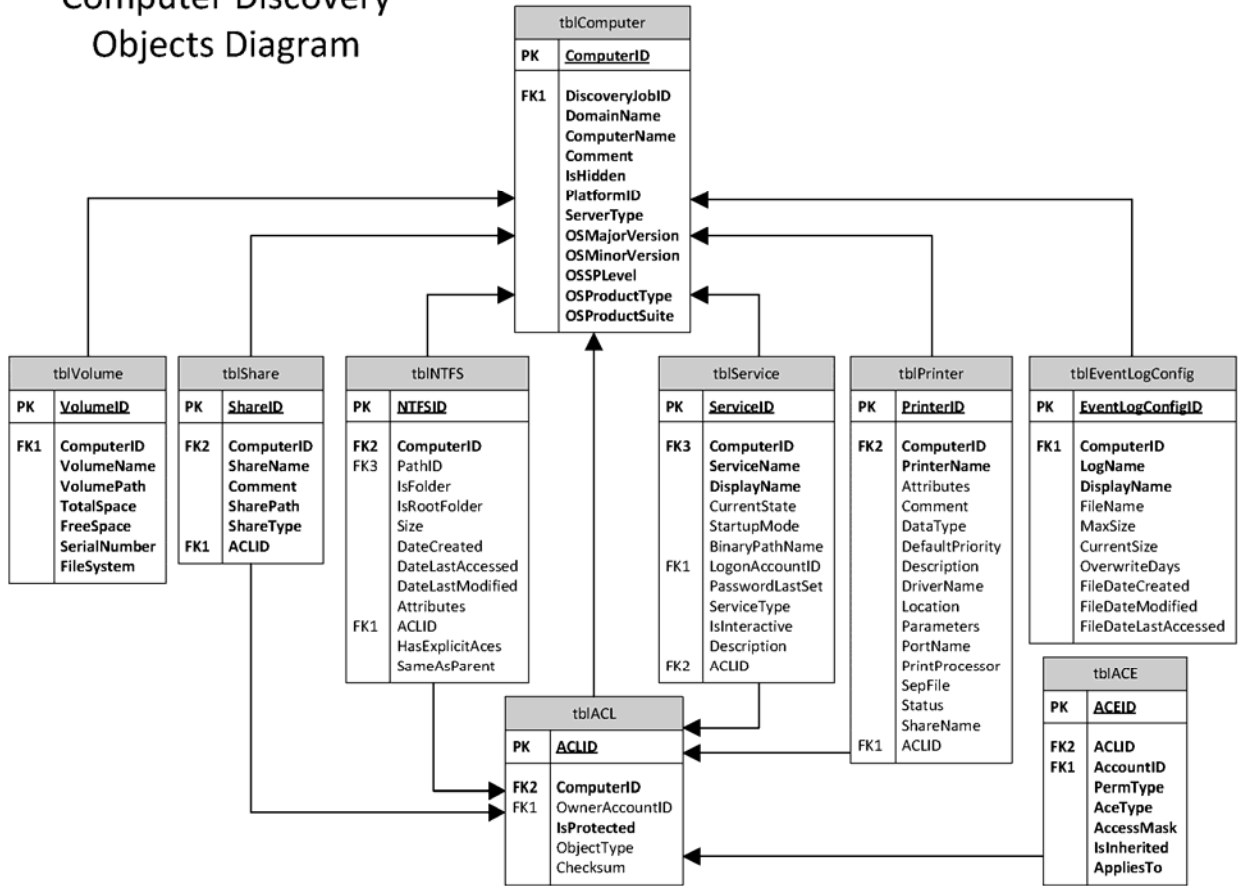 Computer Discovery
Objects Diagram
tblComputer
PK ComputerID
FK1 DiscoveryJobID
DomainName
ComputerName
Comment
IsHidden
PlatformID
ServerType
OSMajorVersion
OSMinorVersion
OSSPLevel
OSProductType
OSProductSuite
tblVolume
PK VolumeID
FK1 ComputerID
VolumeName
VolumePath
TotalSpace
FreeSpace
SerialNumber
FileSystem
tblShare
PK ShareID
FK2 ComputerID
ShareName
Comment
SharePath
ShareType
FK1 ACLID
tblNTFS
PK NTFSID
FK2 ComputerID
FK3 PathID
IsFolder
IsRootFolder
Size
DateCreated
DateLastAccessed
DateLastModified
Attributes
FK1 ACLID
HasExplicitAces
SameAsParent
tblService
PK ServiceID
FK3 ComputerID
ServiceName
DisplayName
CurrentState
StartupMode
BinaryPathName
FK1 LogonAccountID
PasswordLastSet
ServiceType
IsInteractive
Description
FK2 ACLID
tblPrinter
PK PrinterID
FK2 ComputerID
PrinterName
Attributes
Comment
DataType
DefaultPriority
Description
DriverName
Location
Parameters
PortName
PrintProcessor
SepFile
Status
ShareName
FK1 ACLID
tblEventLogConfig
PK EventLogConfigID
FK1 ComputerID
LogName
DisplayName
FileName
MaxSize
CurrentSize
OverwriteDays
FileDateCreated
FileDateModified
FileDateLastAccessed
tblACL
PK ACLID
FK2 ComputerID
FK1 OwnerAccountID
IsProtected
ObjectType
Checksum
tblACE
PK ACEID
FK2 ACLID
FK1 AccountID
PermType
AceType
AccessMask
IsInherited
AppliesTo